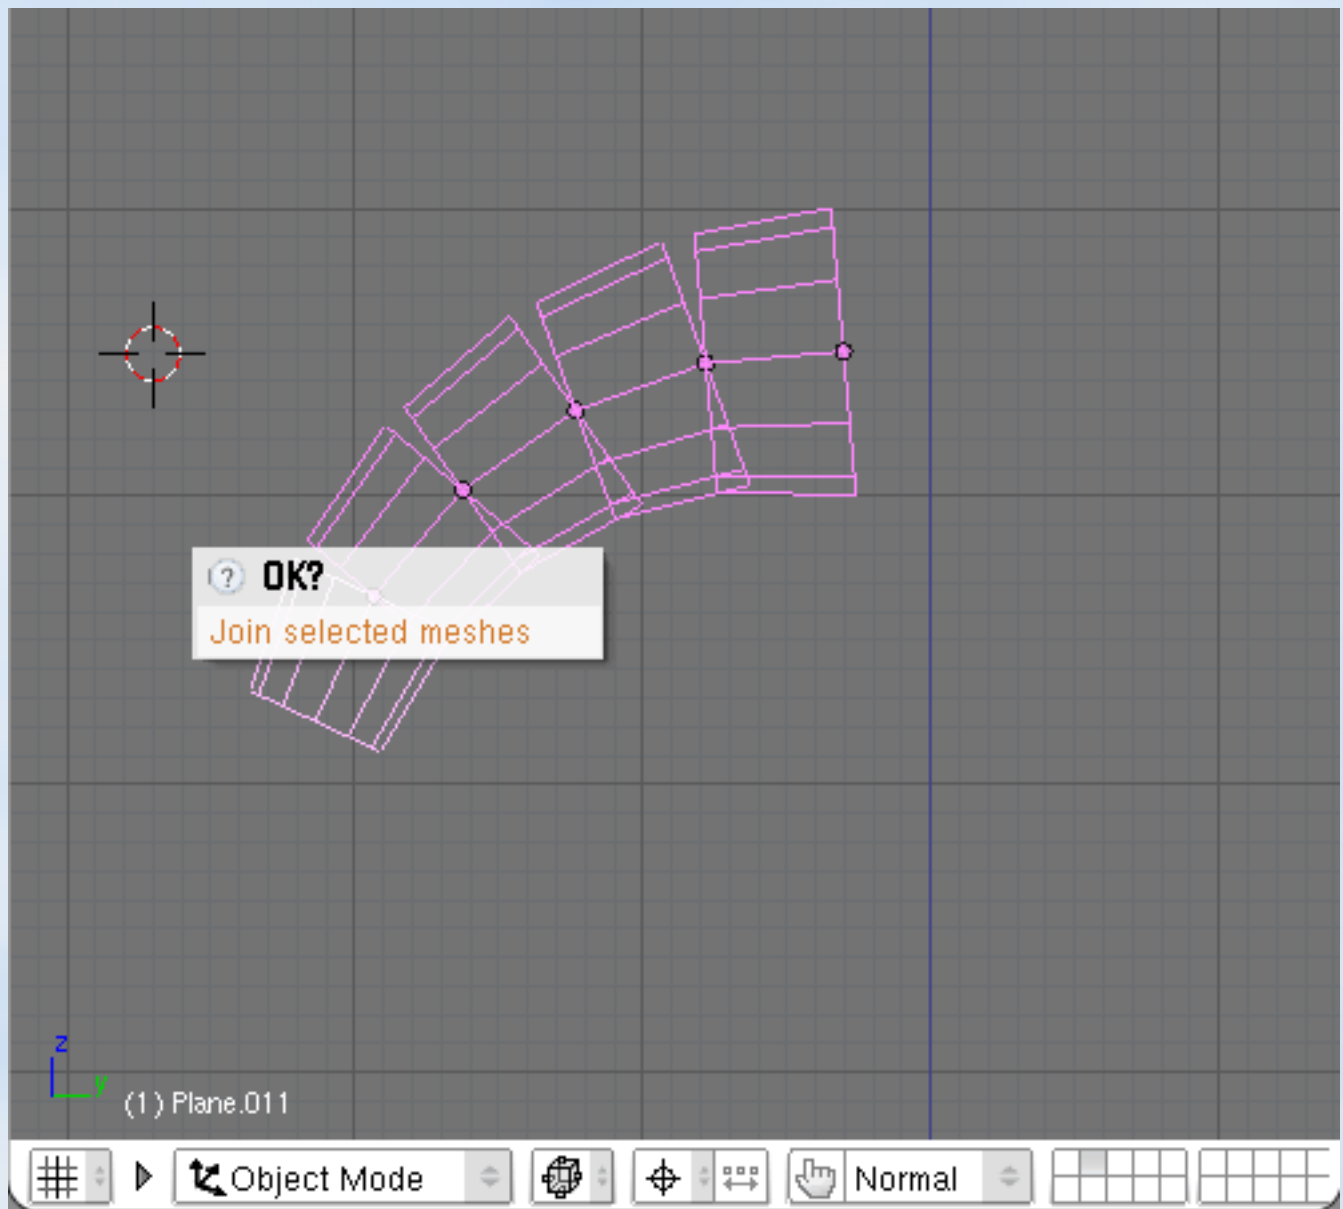 OK?
Join selected meshes
z
y
(1) Plane.011
Object Mode
Normal